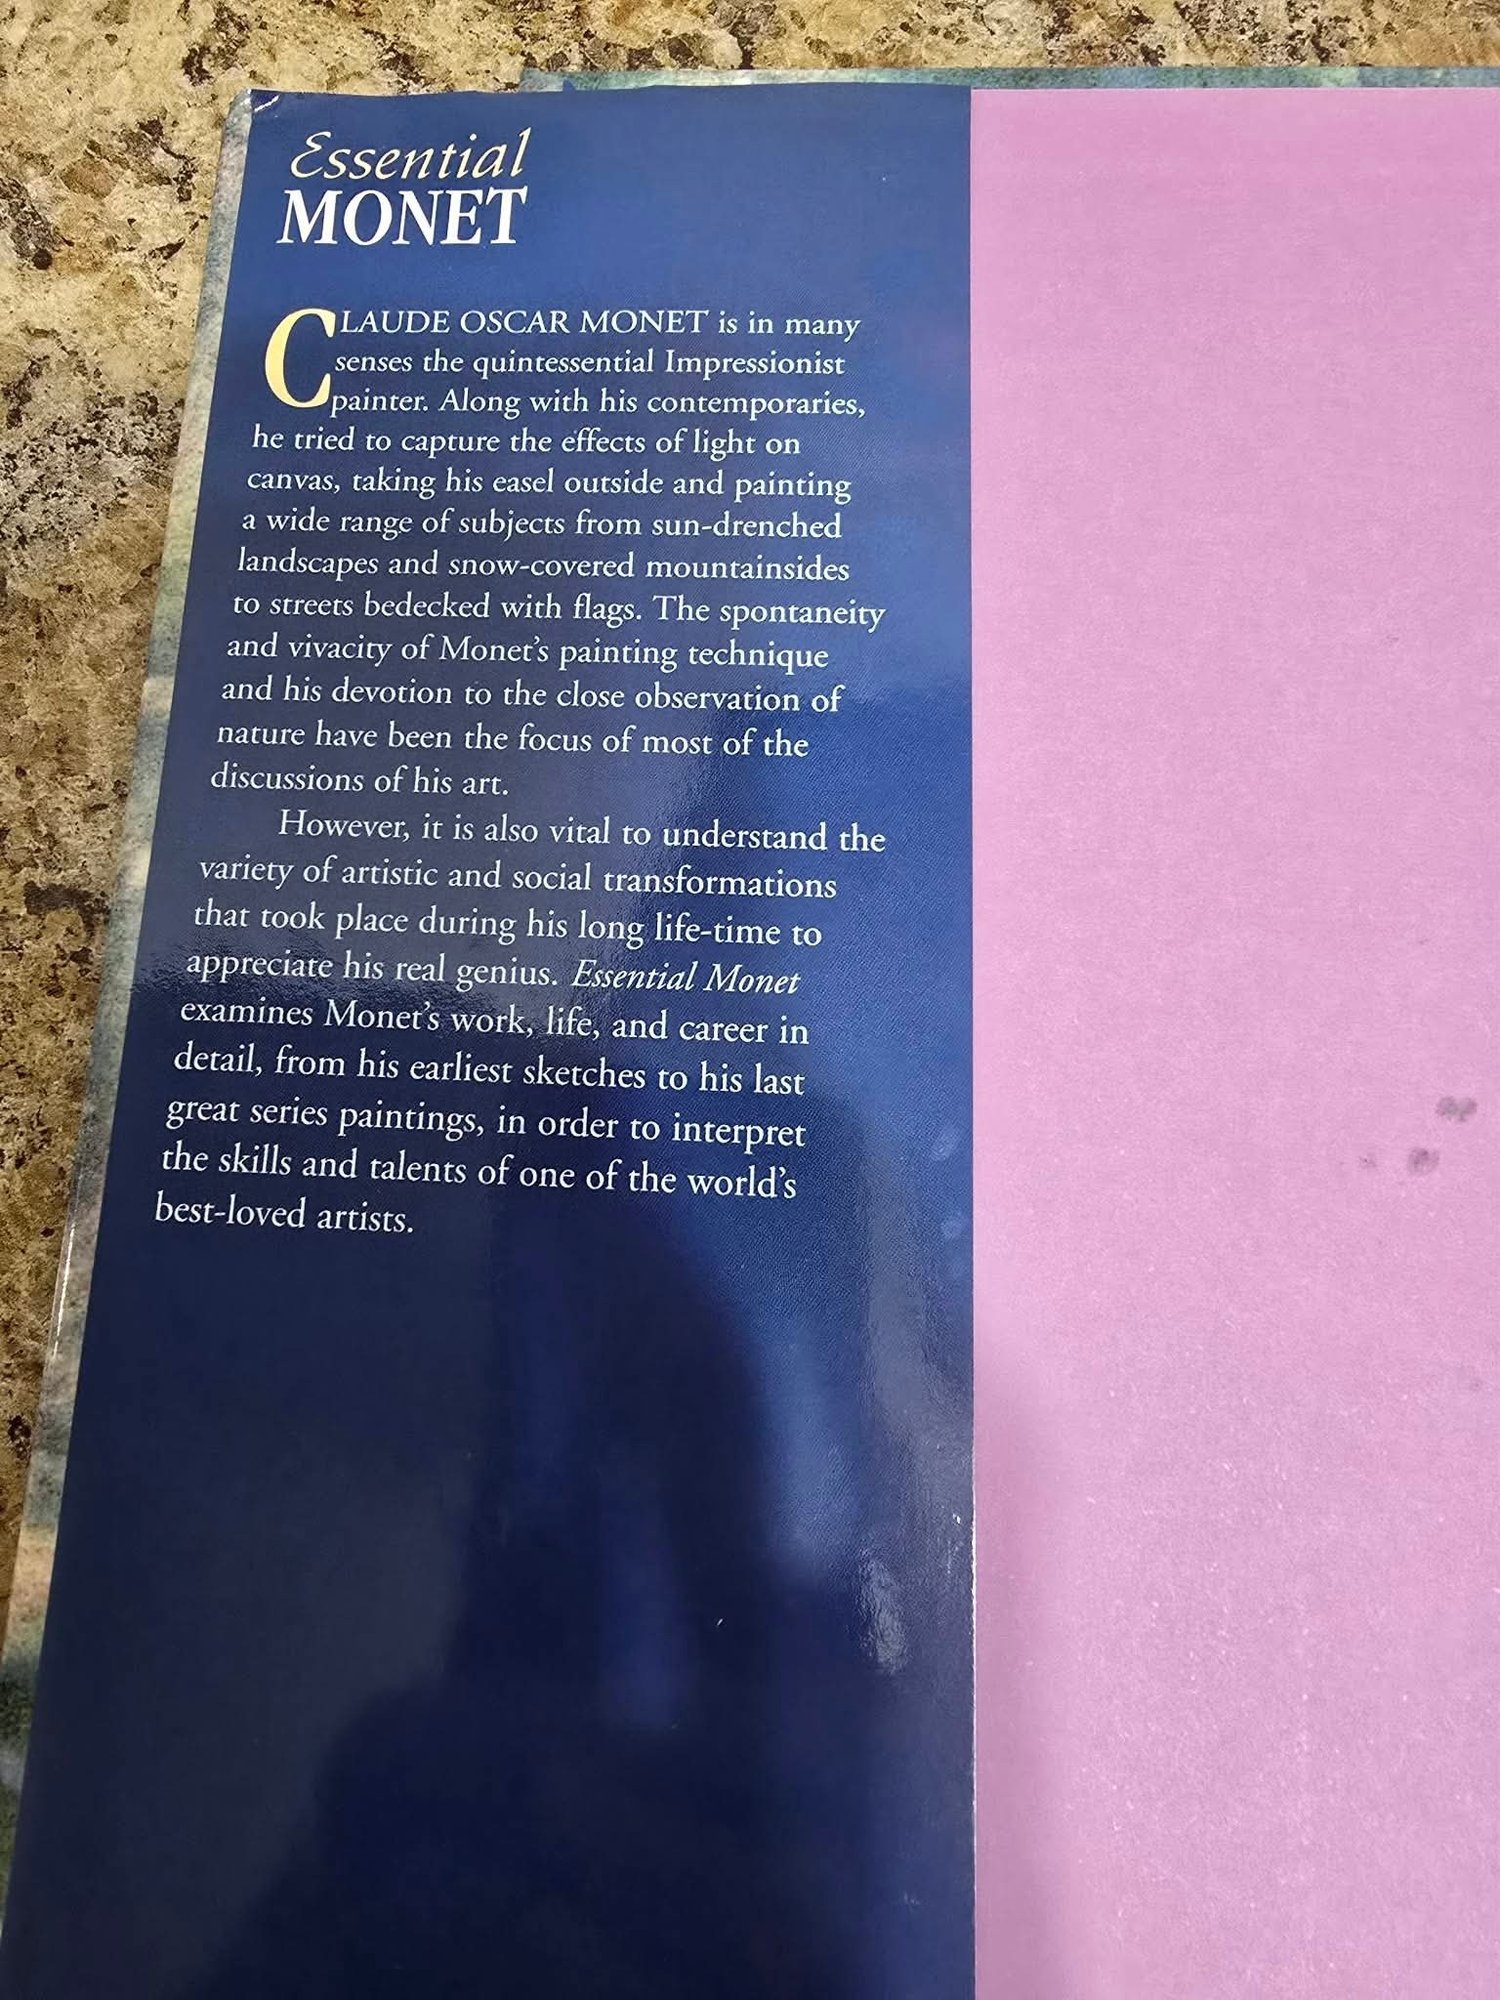 Essential
MONET
CLAUDE OSCAR MONET is in many
senses the quintessential Impressionist
painter. Along with his contemporaries,
he tried to capture the effects of light on
canvas, taking his easel outside and painting
a wide range of subjects from sun-drenched
landscapes and snow-covered mountainsides
to streets bedecked with flags. The spontaneity
and vivacity of Monet’s painting technique
and his devotion to the close observation of
nature have been the focus of most of the
discussions of his art.
However, it is also vital to understand the
variety of artistic and social transformations
that took place during his long life-time to
appreciate his real genius. Essential Monet
examines Monet’s work, life, and career in
detail, from his earliest sketches to his last
great series paintings, in order to interpret
the skills and talents of one of the world’s
best-loved artists.